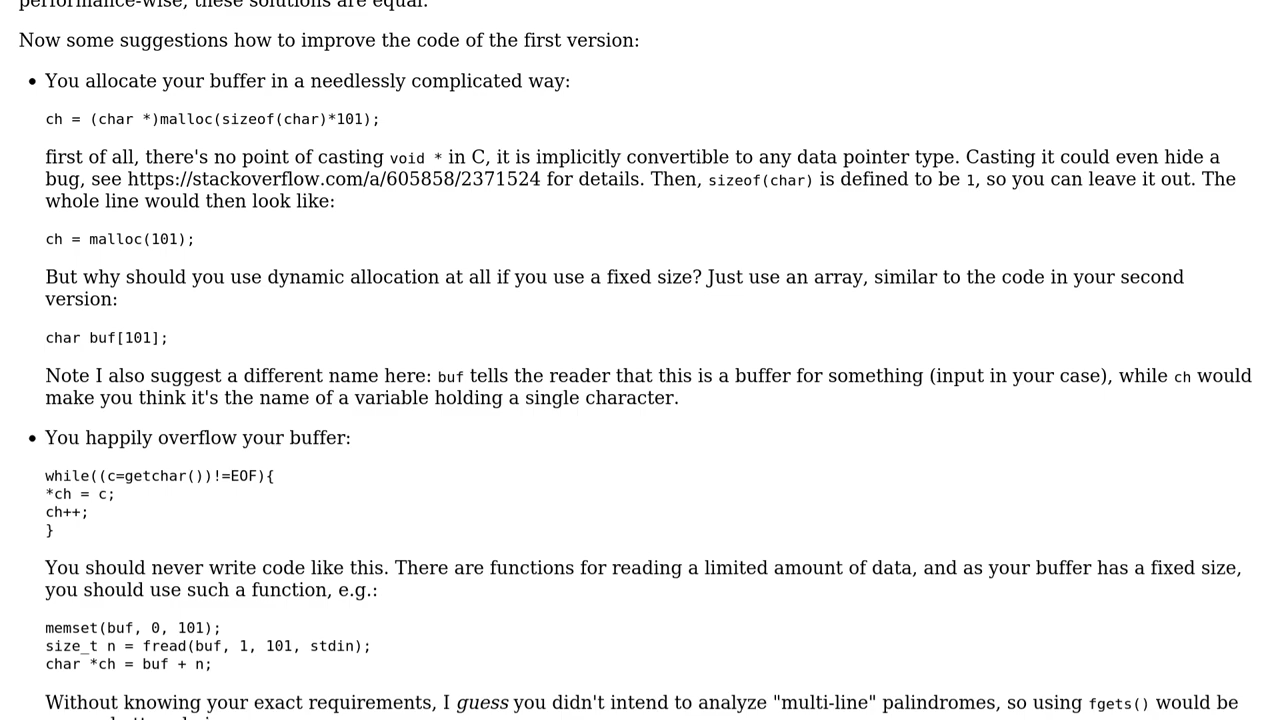 performance-wise, these solutions are equal.
Now some suggestions how to improve the code of the first version:
• You allocate your buffer in a needlessly complicated way:
ch = (char *)malloc(sizeof(char)*101);
first of all, there's no point of casting void * in C, it is implicitly convertible to any data pointer type. Casting it could even hide a
bug, see https://stackoverflow.com/a/605858/2371524 for details. Then, sizeof(char) is defined to be 1, so you can leave it out. The
whole line would then look like:
ch = malloc(101);
But why should you use dynamic allocation at all if you use a fixed size? Just use an array, similar to the code in your second
version:
char buf[101];
Note I also suggest a different name here: buf tells the reader that this is a buffer for something (input in your case), while ch would
make you think it's the name of a variable holding a single character.
• You happily overflow your buffer:
while((c=getchar())!=EOF){
*ch = c;
ch++;
}
You should never write code like this. There are functions for reading a limited amount of data, and as your buffer has a fixed size,
you should use such a function, e.g.:
memset(buf, 0, 101);
size_t n = fread(buf, 1, 101, stdin);
char *ch = buf + n;
Without knowing your exact requirements, I guess you didn't intend to analyze "multi-line" palindromes, so using fgets() would be